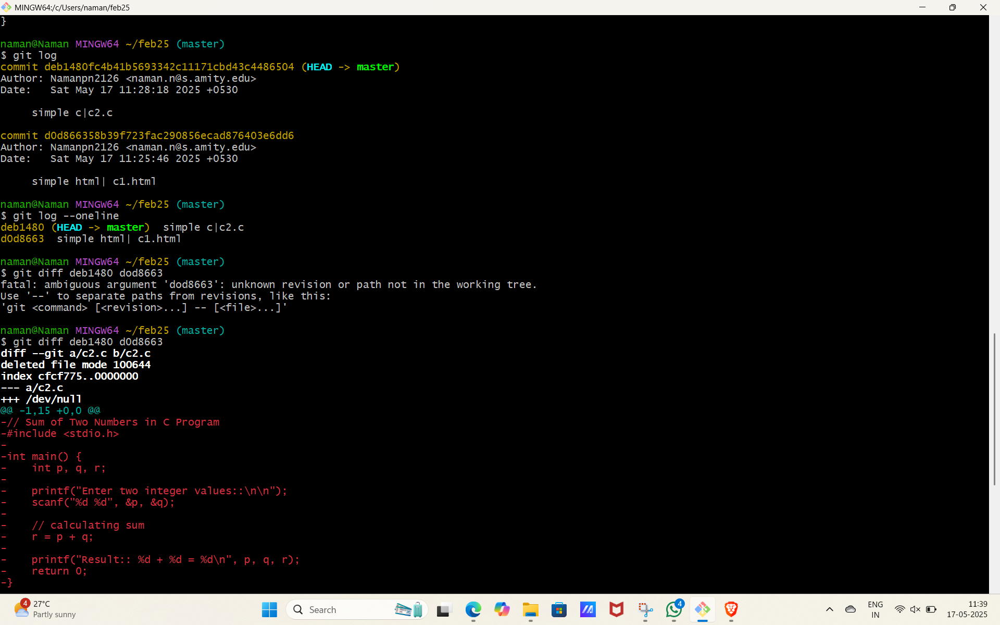 MINGW64:/c/Users/naman/feb25
}
naman@Naman MINGW64 ~/feb25 (master)
$ git log
commit deb1480fc4b41b5693342c11171cbd43c4486504 (HEAD -> master)
Author: Namanpn2126 <naman.n@s.amity.edu>
Date:   Sat May 17 11:28:18 2025 +0530
     simple c|c2.c
commit d0d866358b39f723fac290856ecad876403e6dd6
Author: Namanpn2126 <naman.n@s.amity.edu>
Date:   Sat May 17 11:25:46 2025 +0530
     simple html| c1.html
naman@Naman MINGW64 ~/feb25 (master)
$ git log --oneline
deb1480 (HEAD -> master)  simple c|c2.c
d0d8663  simple html| c1.html
naman@Naman MINGW64 ~/feb25 (master)
$ git diff deb1480 dod8663
fatal: ambiguous argument 'dod8663': unknown revision or path not in the working tree.
Use '--' to separate paths from revisions, like this:
'git <command> [<revision>...] -- [<file>...]'
naman@Naman MINGW64 ~/feb25 (master)
$ git diff deb1480 d0d8663
diff --git a/c2.c b/c2.c
deleted file mode 100644
index cfcf775..0000000
--- a/c2.c
+++ /dev/null
@@ -1,15 +0,0 @@
-// Sum of Two Numbers in C Program
-#include <stdio.h>
-
-int main() {
-    int p, q, r;
-
-    printf("Enter two integer values::\n\n");
-    scanf("%d %d", &p, &q);
-
-    // calculating sum
-    r = p + q;
-
-    printf("Result:: %d + %d = %d\n", p, q, r);
-    return 0;
-}
4
27°C
Partly sunny
Search
4
ENG
IN
11:39
17-05-2025